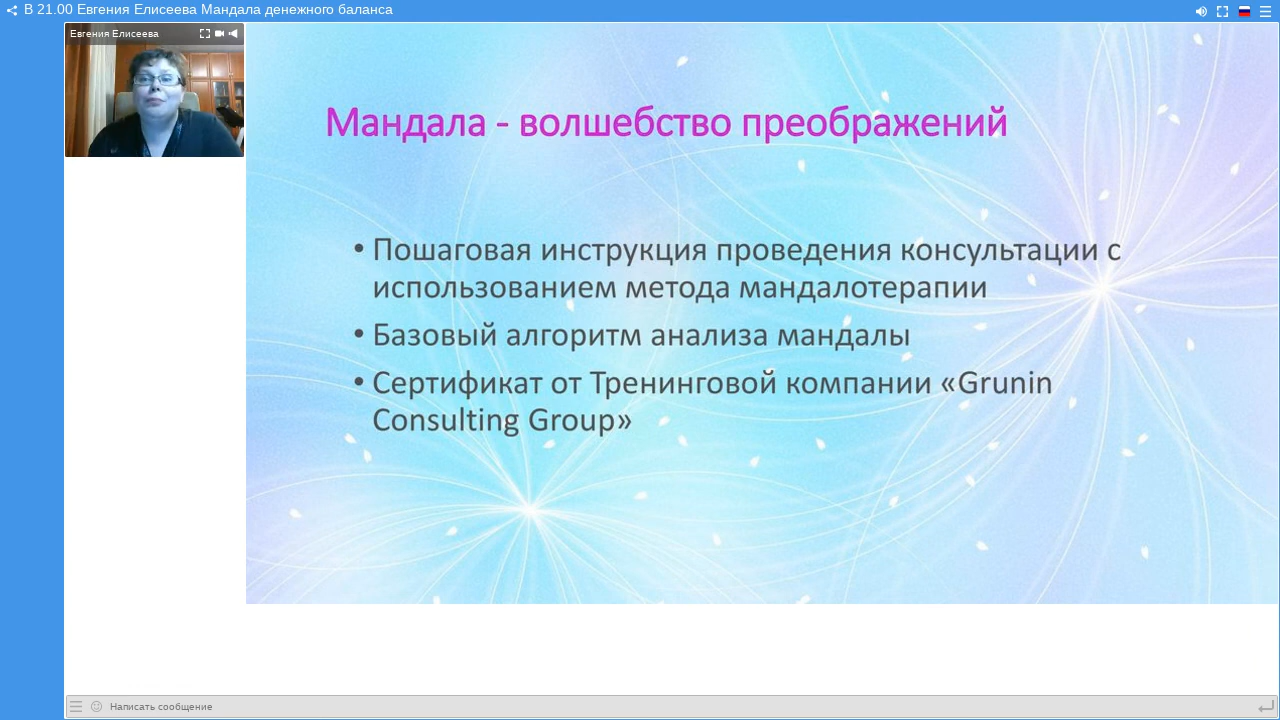 В 21.00 Евгения Елисеева Мандала денежного баланса
Евгения Елисеева
Мандала - волшебство преображений
• Пошаговая инструкция проведения консультации с
использованием метода мандалотерапии
• Базовый алгоритм анализа мандалы
• Сертификат от Тренинговой компании «Grunin
Consulting Group»
Написать сообщение